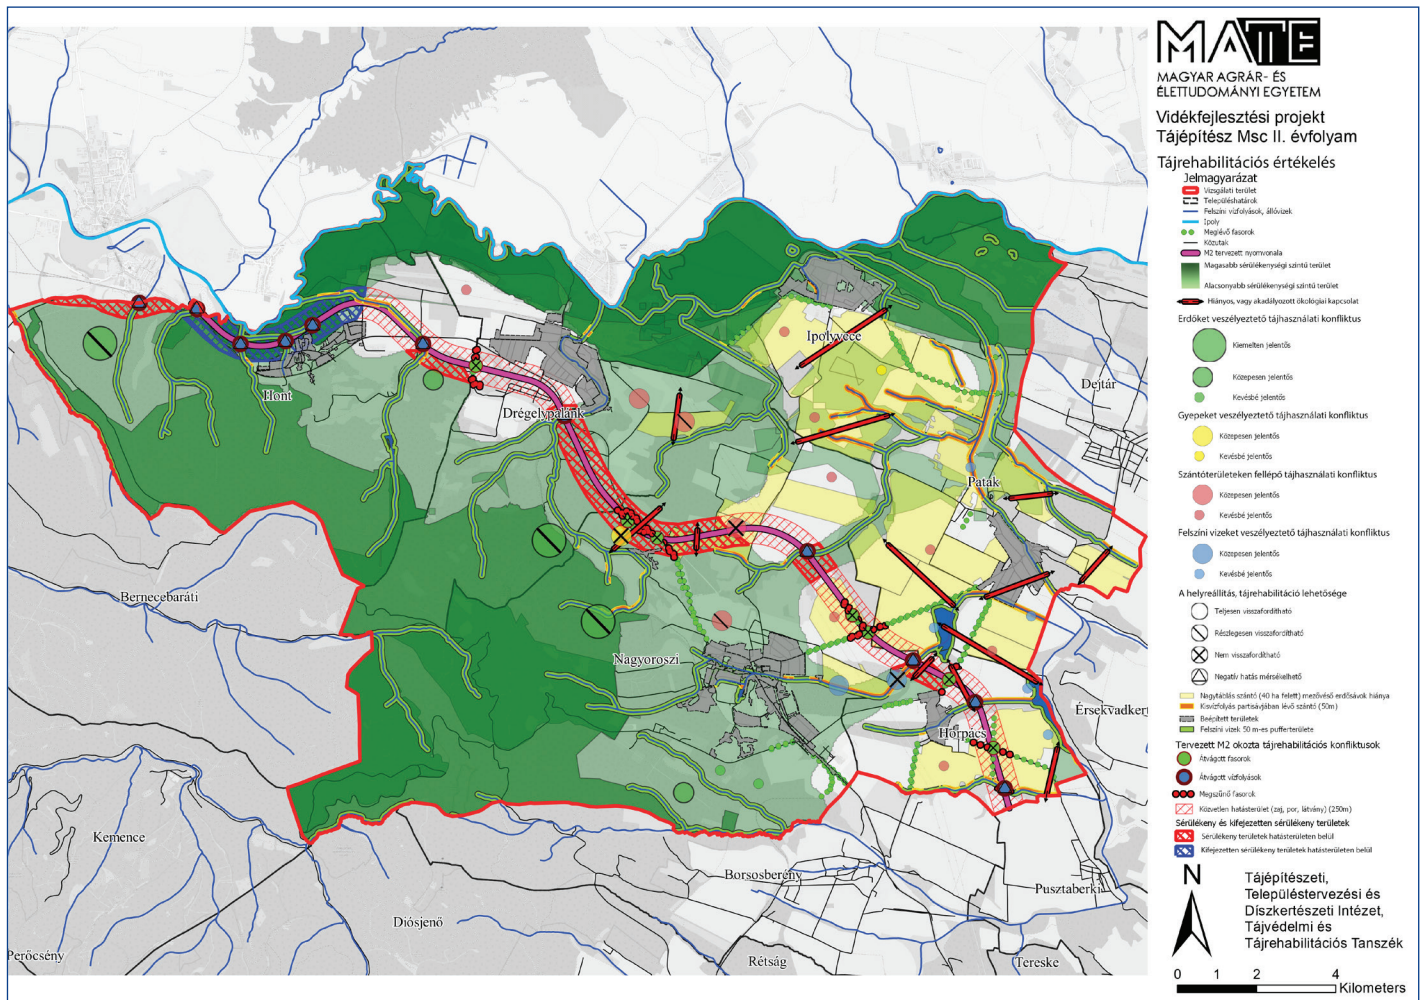 MATE
MAGYAR AGRÁR- ÉS
ÉLETTUDOMÁNYI EGYETEM
Vidékfejlesztési projekt
Tájépítész Msc II. évfolyam
Tájrehabilitációs értékelés
Jelmagyarázat
Vizsgálati terület
Településhatárok
Felszíni vízfolyások, állóvizek
Ipoly
Meglévő fasorok
Közutak
M2 tervezett nyomvonala
Magasabb sérülékenységi szintű terület
Alacsonyabb sérülékenységi szintű terület
Hiányos, vagy akadályozott ökológiai kapcsolat
Erdőket veszélyeztető tájhasználati konfliktus
Kiemelten jelentős
Közepesen jelentős
Kevésbé jelentős
Gyepeket veszélyeztető tájhasználati konfliktus
Közepesen jelentős
Kevésbé jelentős
Szántóterületeken fellépő tájhasználati konfliktus
Közepesen jelentős
Kevésbé jelentős
Felszíni vizeket veszélyeztető tájhasználati konfliktus
Közepesen jelentős
Kevésbé jelentős
A helyreállítás, tájrehabilitáció lehetősége
Teljesen visszafordítható
Részlegesen visszafordítható
Nem visszafordítható
Negatív hatás mérsékelhető
Nagytáblás szántó (40 ha felett) mezővéső erdősávok hiánya
Kisvízfolyás partisávjában lévő szántó (50m)
Beépített területek
Felszíni vizek 50 m-es pufferterülete
Tervezett M2 okozta tájrehabilitációs konfliktusok
Átvágott fasorok
Átvágott vízfolyások
Megszűnő fasorok
Közvetlen hatásterület (zaj, por, látvány) (250m)
Sérülékeny és kifejezetten sérülékeny területek
Sérülékeny területek hatásterületen belül
Kifejezetten sérülékeny területek hatásterületen belül
N
Tájépítészeti,
Településtervezési és
Díszkertészeti Intézet,
Tájvédelmi és
Tájrehabilitációs Tanszék
0 1 2 4
Kilometers
Ipolyvece
Dejtár
Hont
Drégelypalánk
Patak
Bernecebaráti
Nagyoroszi
Érsekvadkert
Horpács
Kemence
Borsosberény
Pusztaberki
Diósjenő
Perőcsény
Rétság
Tereske